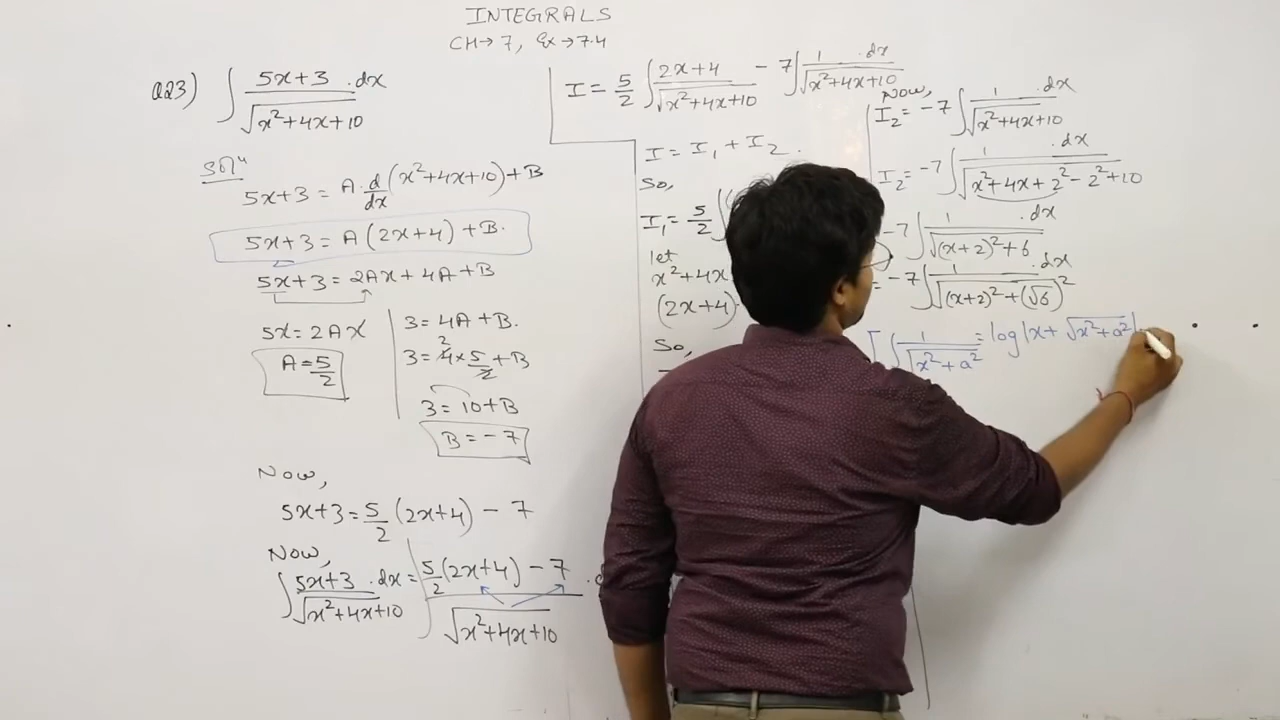 INTEGRALS
CH→ 7, Ex → 7.4
Q23) ∫ 5x+3 / √(x²+4x+10) .dx
Solⁿ
5x+3 = A.d/dx (x²+4x+10)+B
5x+3 = A(2x+4)+B.
5x+3 = 2Ax+4A+B
5x = 2Ax
A = 5/2
3 = 4A+B.
3 = 4²×5/2+B
3 = 10+B
B = -7
Now,
5x+3 = 5/2 (2x+4) - 7
Now,
∫ 5x+3 / √(x²+4x+10) .dx = ∫ 5/2 (2x+4) - 7 / √(x²+4x+10)
I = 5/2 ∫ 2x+4 / √(x²+4x+10) - 7∫ 1 / √(x²+4x+10) .dx
I = I₁ + I₂.
So,
I₁ = 5/2 ∫
let
x²+4x
(2x+4)
So,
Now,
I₂ = -7 ∫ 1 / √(x²+4x+10) .dx
I₂ = -7 ∫ 1 / √(x²+4x+2²-2²+10) .dx
-7 ∫ 1 / √((x+2)²+6) .dx
= -7 ∫ 1 / √((x+2)²+(√6)²) .dx
[∫ 1 / √(x²+a²) = log|x+√(x²+a²)|